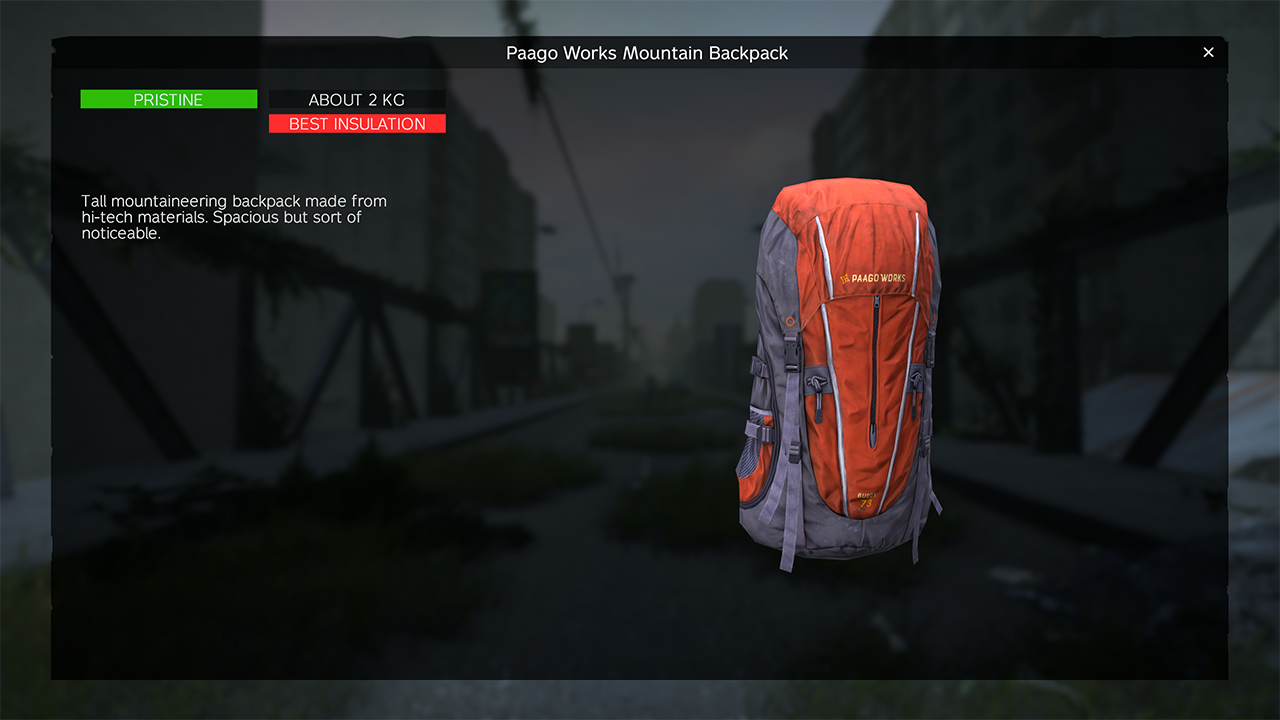 Paago Works Mountain Backpack
PRISTINE
ABOUT 2 KG
BEST INSULATION
Tall mountaineering backpack made from
hi-tech materials. Spacious but sort of
noticeable.
PAAGO WORKS
73